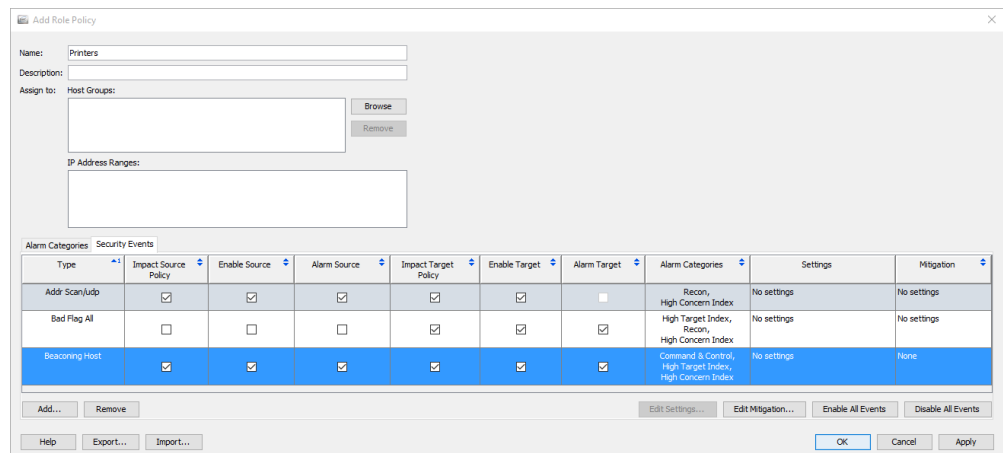 Add Role Policy
Name: Printers
Description:
Assign to: Host Groups:
Browse
Remove
IP Address Ranges:
Alarm Categories Security Events
Type 1 Impact Source Policy Enable Source Alarm Source Impact Target Policy Enable Target Alarm Target Alarm Categories Settings Mitigation
Addr Scan/udp Recon, High Concern Index No settings No settings
Bad Flag All High Target Index, Recon, High Concern Index No settings No settings
Beaconing Host Command & Control, High Target Index, High Concern Index No settings None
Add... Remove Edit Settings... Edit Mitigation... Enable All Events Disable All Events
Help Export... Import... OK Cancel Apply